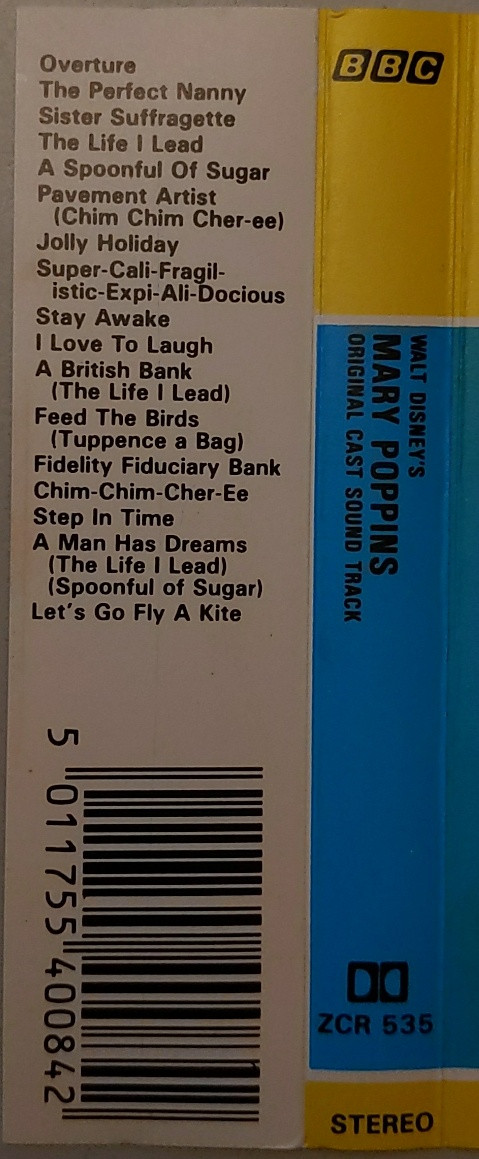 Overture
The Perfect Nanny
Sister Suffragette
The Life I Lead
A Spoonful Of Sugar
Pavement Artist
(Chim Chim Cher-ee)
Jolly Holiday
Super-Cali-Fragil-
istic-Expi-Ali-Docious
Stay Awake
I Love To Laugh
A British Bank
(The Life I Lead)
Feed The Birds
(Tuppence a Bag)
Fidelity Fiduciary Bank
Chim-Chim-Cher-Ee
Step In Time
A Man Has Dreams
(The Life I Lead)
(Spoonful of Sugar)
Let's Go Fly A Kite
5 011755 400842
BBC
WALT DISNEY'S
MARY POPPINS
ORIGINAL CAST SOUND TRACK
ZCR 535
STEREO